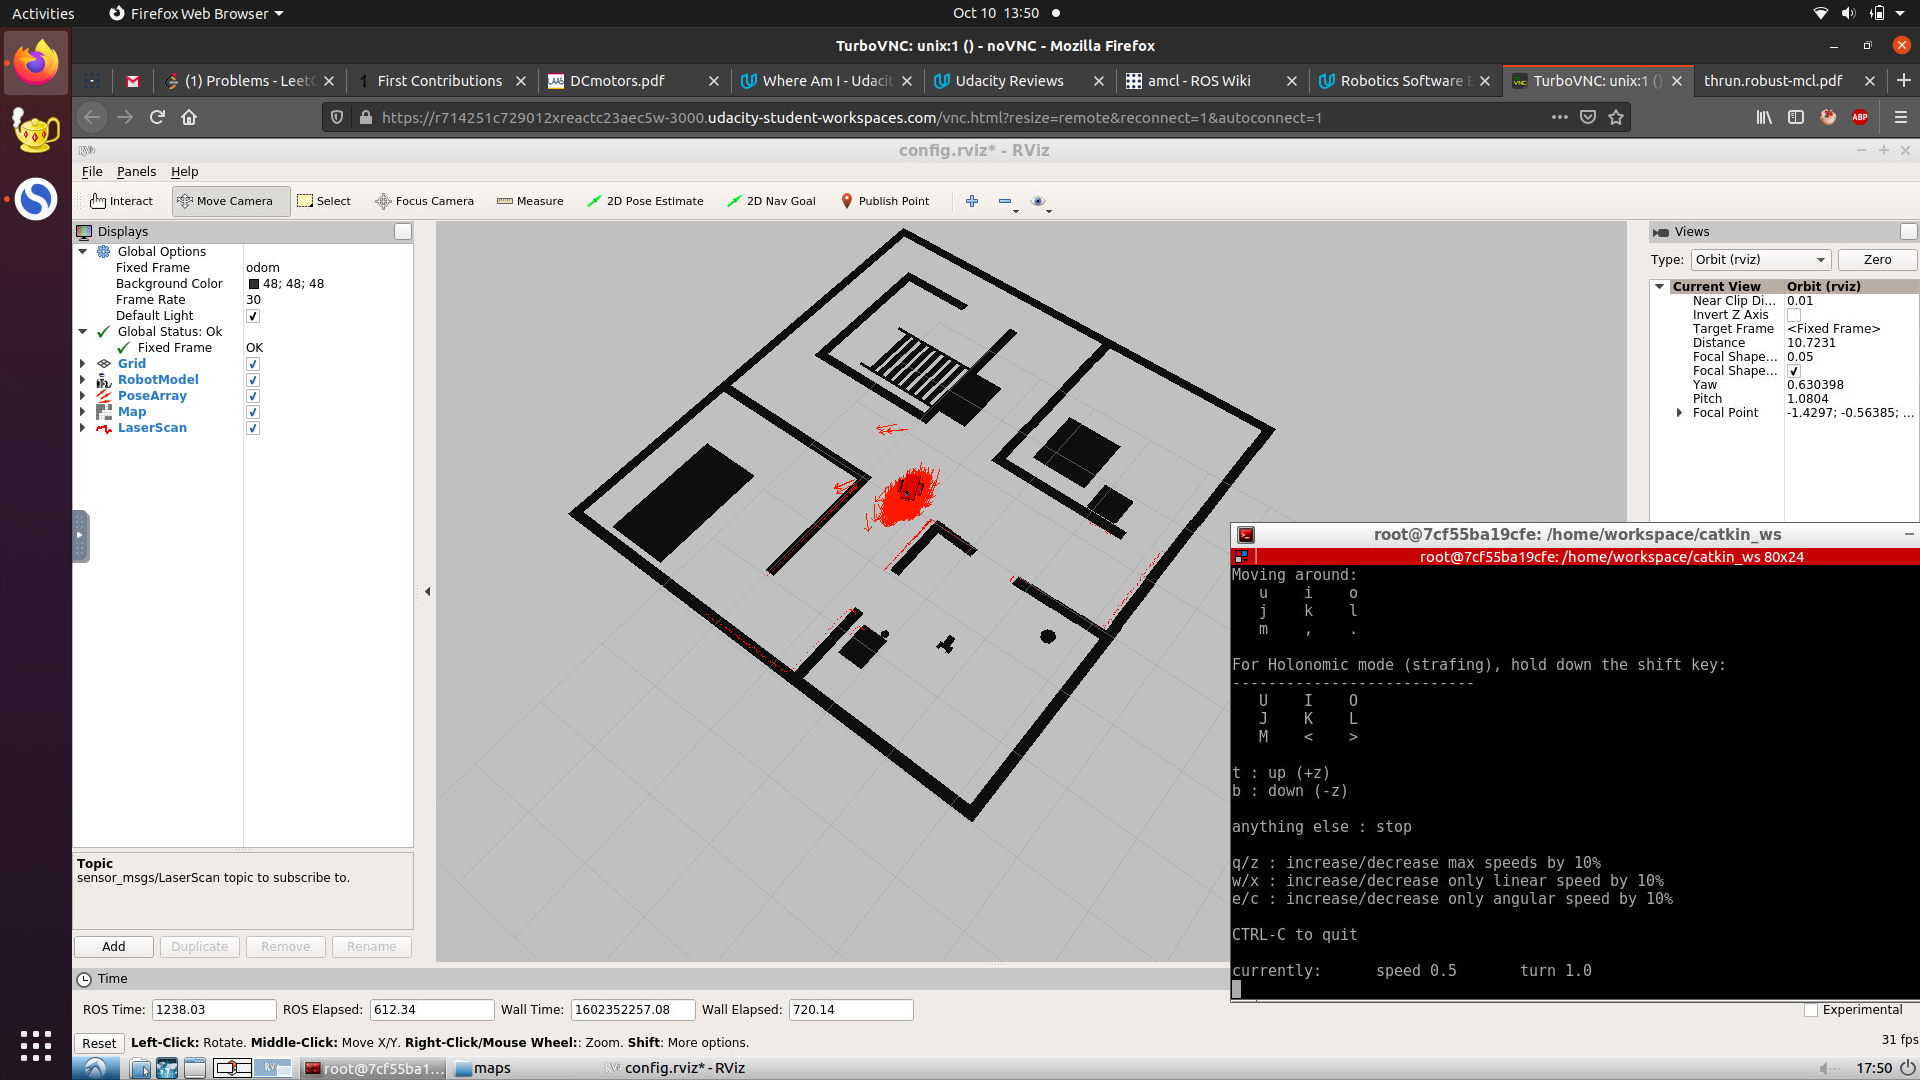 Activities
Firefox Web Browser
Oct 10 13:50
TurboVNC: unix:1 () - noVNC - Mozilla Firefox
(1) Problems - LeetC
First Contributions
DCmotors.pdf
Where Am I - Udaci
Udacity Reviews
amcl - ROS Wiki
Robotics Software E
TurboVNC: unix:1 ()
thrun.robust-mcl.pdf
https://r714251c729012xreactc23aec5w-3000.udacity-student-workspaces.com/vnc.html?resize=remote&reconnect=1&autoconnect=1
ABP
config.rviz* - RViz
File Panels Help
Interact Move Camera Select Focus Camera Measure 2D Pose Estimate 2D Nav Goal Publish Point
Displays
Global Options
Fixed Frame odom
Background Color 48; 48; 48
Frame Rate 30
Default Light
Global Status: Ok
Fixed Frame OK
Grid
RobotModel
PoseArray
Map
LaserScan
Topic
sensor_msgs/LaserScan topic to subscribe to.
Add Duplicate Remove Rename
Views
Type: Orbit (rviz) Zero
Current View Orbit (rviz)
Near Clip Di... 0.01
Invert Z Axis
Target Frame <Fixed Frame>
Distance 10.7231
Focal Shape... 0.05
Focal Shape...
Yaw 0.630398
Pitch 1.0804
Focal Point -1.4297; -0.56385; ...
root@7cf55ba19cfe: /home/workspace/catkin_ws
root@7cf55ba19cfe: /home/workspace/catkin_ws 80x24
Moving around:
u i o
j k l
m , .
For Holonomic mode (strafing), hold down the shift key:
---------------------------
U I O
J K L
M < >
t : up (+z)
b : down (-z)
anything else : stop
q/z : increase/decrease max speeds by 10%
w/x : increase/decrease only linear speed by 10%
e/c : increase/decrease only angular speed by 10%
CTRL-C to quit
currently: speed 0.5 turn 1.0
Time
ROS Time: 1238.03 ROS Elapsed: 612.34 Wall Time: 1602352257.08 Wall Elapsed: 720.14
Experimental
Reset Left-Click: Rotate. Middle-Click: Move X/Y. Right-Click/Mouse Wheel:: Zoom. Shift: More options.
31 fps
root@7cf55ba1...
maps
config.rviz* - RViz
17:50